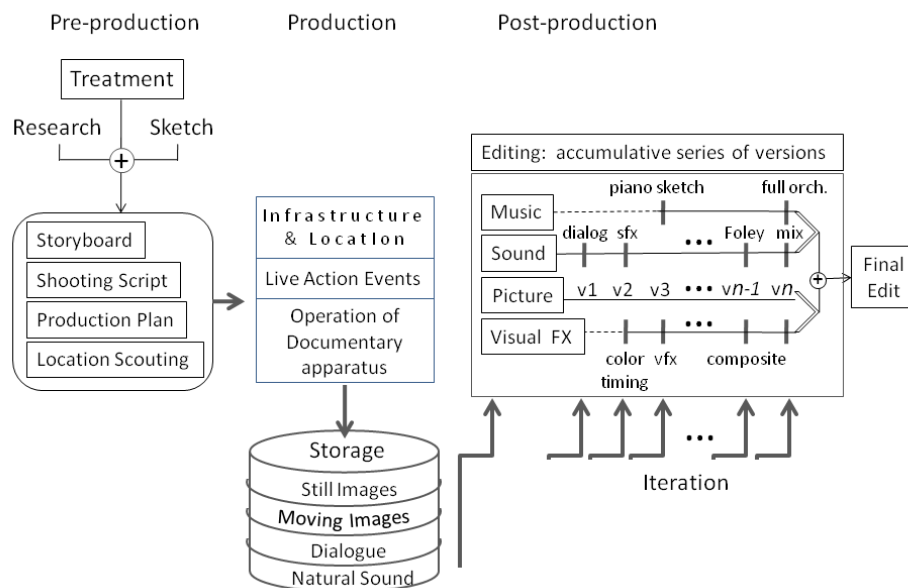 Pre-production
Production
Post-production
Treatment
Research
Sketch
+
Storyboard
Shooting Script
Production Plan
Location Scouting
Infrastructure
& Location
Live Action Events
Operation of
Documentary
apparatus
Storage
Still Images
Moving Images
Dialogue
Natural Sound
Editing: accumulative series of versions
piano sketch
full orch.
Music
dialog sfx ... Foley mix
Sound
Picture
v1 v2 v3 ... vn-1 vn
+
Visual FX
...
color
timing
vfx
composite
Final
Edit
...
Iteration